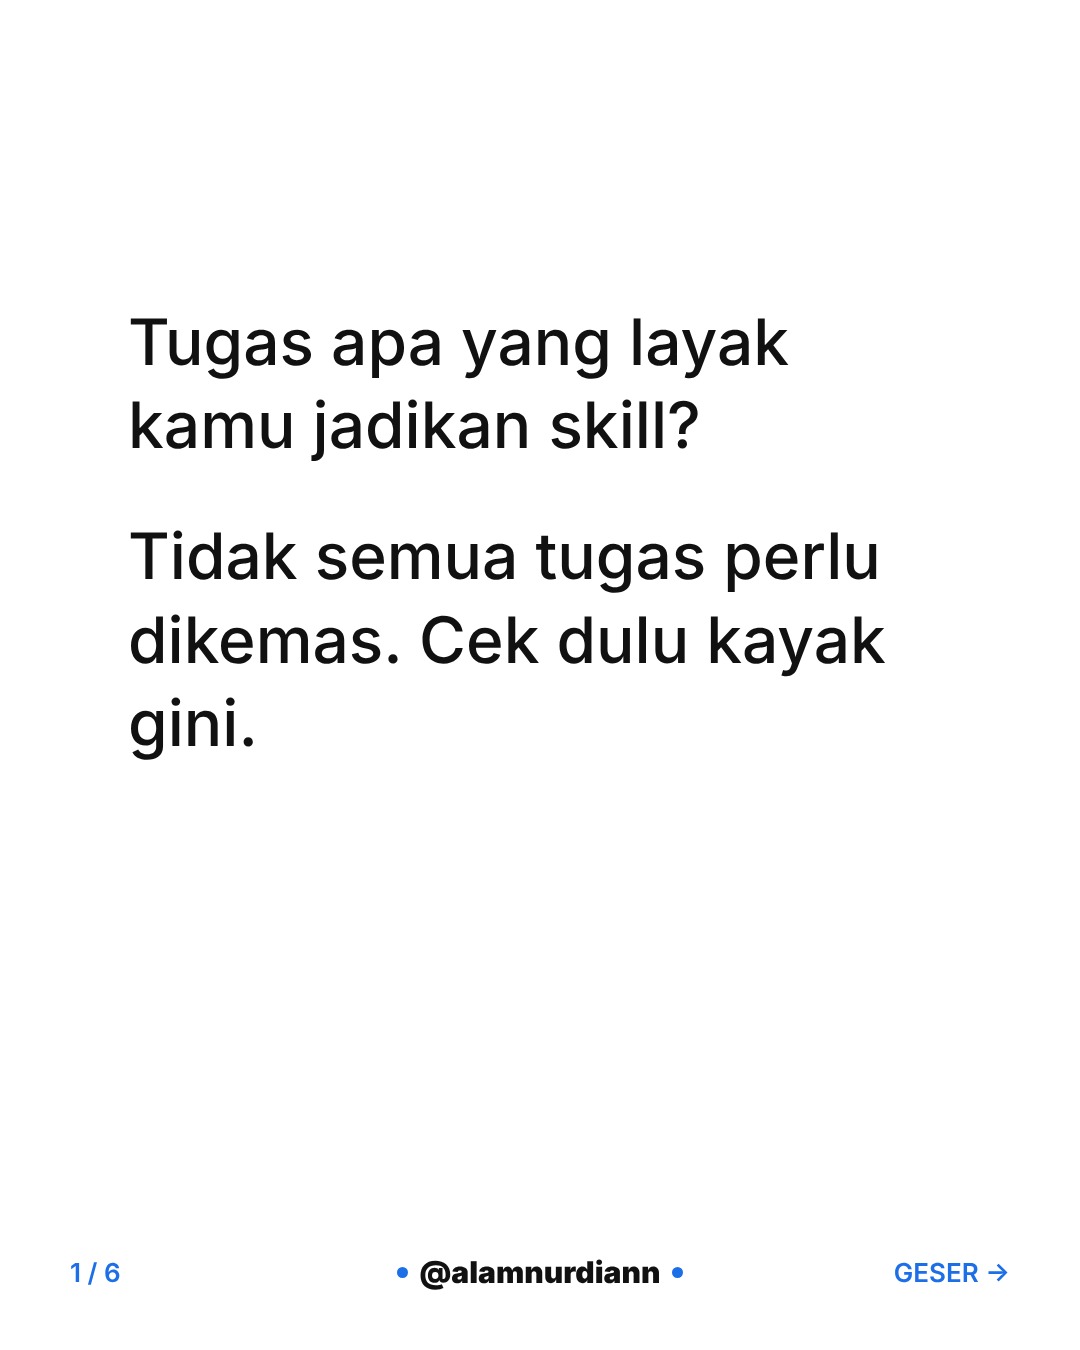 Tugas apa yang layak
kamu jadikan skill?
Tidak semua tugas perlu
dikemas. Cek dulu kayak
gini.
1 / 6
• @alamnurdiann •
GESER →